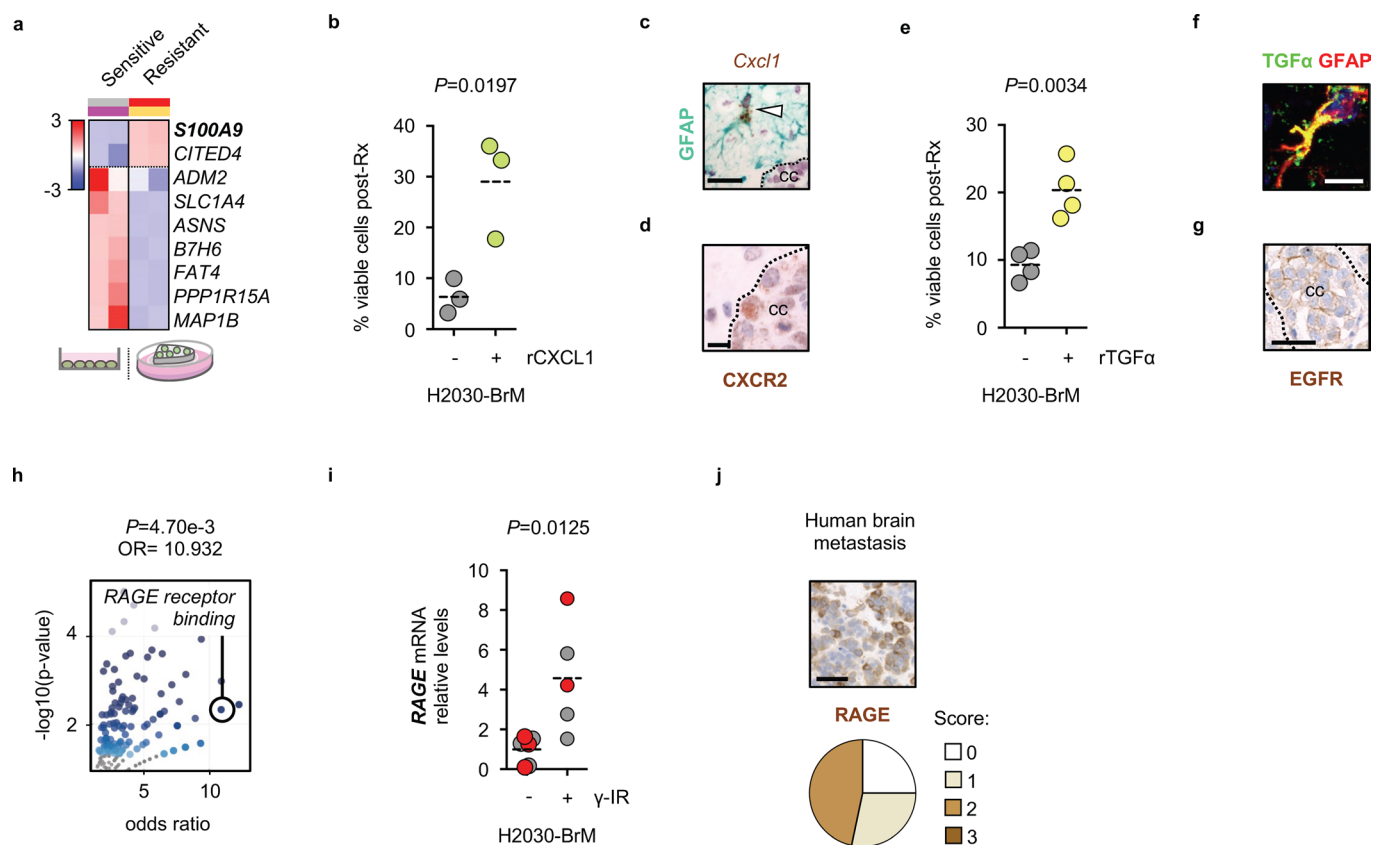 a
Sensitive
Resistant
3
-3
S100A9
CITED4
ADM2
SLC1A4
ASNS
B7H6
FAT4
PPP1R15A
MAP1B
b
P=0.0197
% viable cells post-Rx
40
30
20
10
0
- + rCXCL1
H2030-BrM
c
Cxcl1
GFAP
CC
d
CC
CXCR2
e
P=0.0034
% viable cells post-Rx
30
20
10
0
- + rTGFα
H2030-BrM
f
TGFα GFAP
g
CC
EGFR
h
P=4.70e-3
OR= 10.932
RAGE receptor
binding
-log10(p-value)
4
2
5 10
odds ratio
i
P=0.0125
RAGE mRNA
relative levels
10
8
6
4
2
0
- + γ-IR
H2030-BrM
j
Human brain
metastasis
RAGE
Score:
0
1
2
3